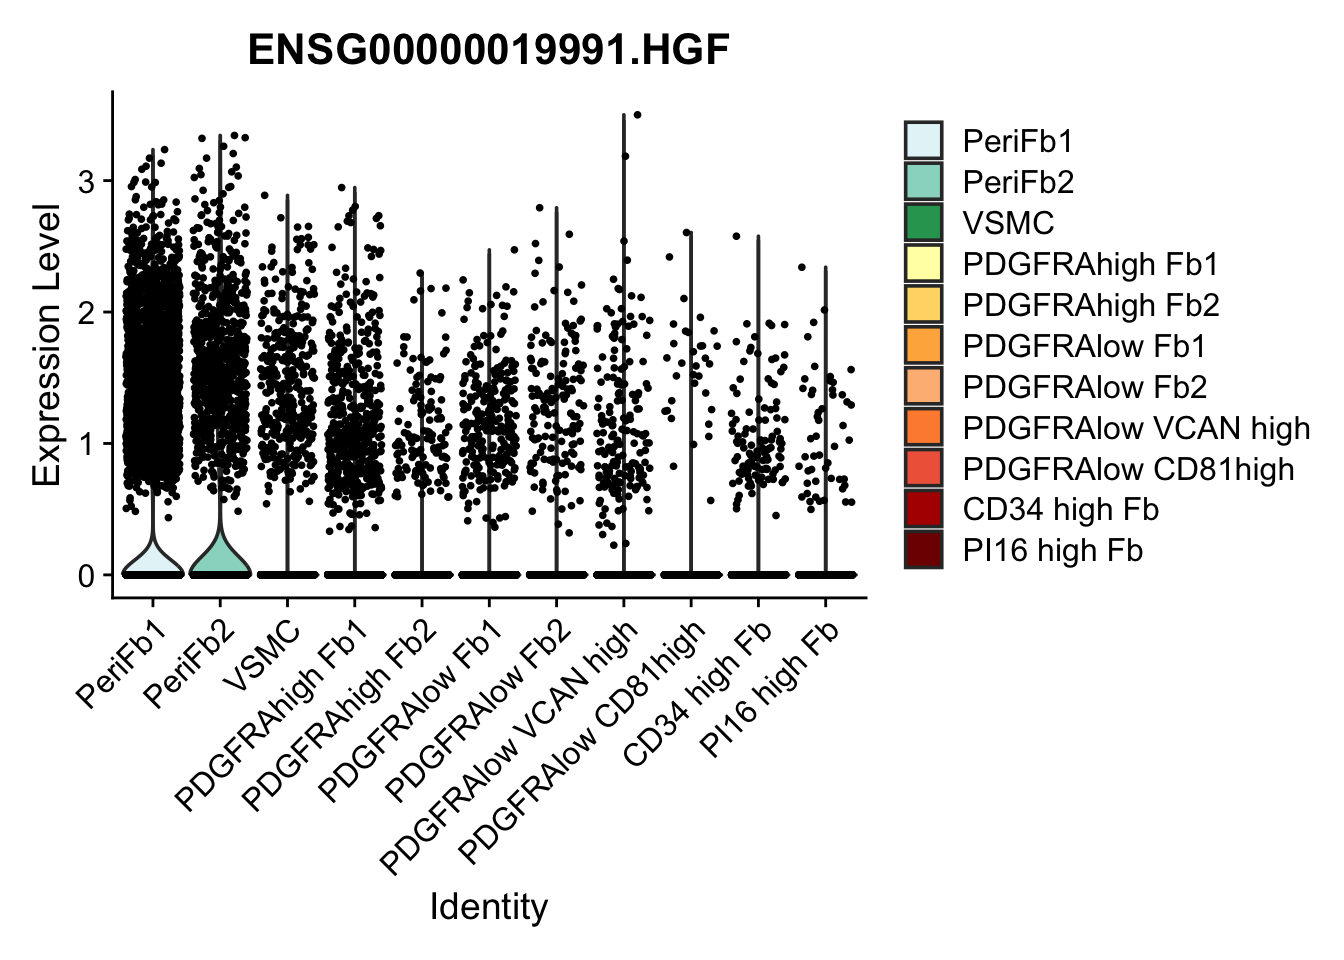 ENSG00000019991.HGF
Expression Level
3
2
1
0
PeriFb1
PeriFb2
VSMC
PDGFRAhigh Fb1
PDGFRAhigh Fb2
PDGFRAlow Fb1
PDGFRAlow Fb2
PDGFRAlow VCAN high
PDGFRAlow CD81high
CD34 high Fb
PI16 high Fb
Identity
PeriFb1
PeriFb2
VSMC
PDGFRAhigh Fb1
PDGFRAhigh Fb2
PDGFRAlow Fb1
PDGFRAlow Fb2
PDGFRAlow VCAN high
PDGFRAlow CD81high
CD34 high Fb
PI16 high Fb